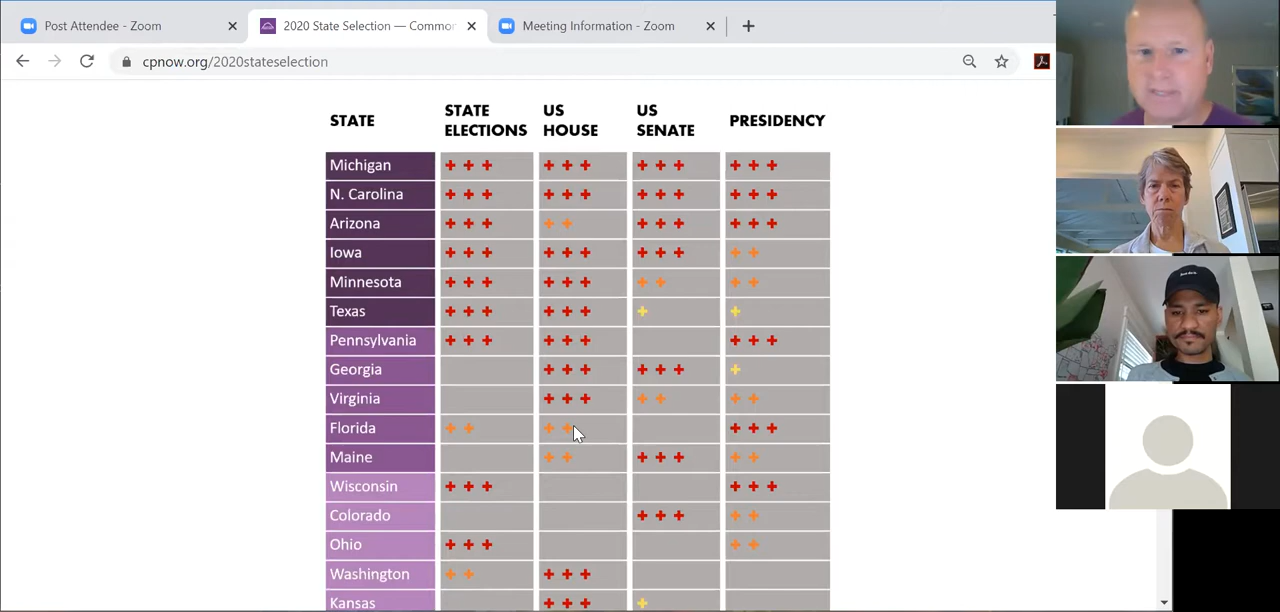 Post Attendee - Zoom
2020 State Selection — Common
Meeting Information - Zoom
cpnow.org/2020stateselection
STATE STATE ELECTIONS US HOUSE US SENATE PRESIDENCY
Michigan +++ +++ +++ +++
N. Carolina +++ +++ +++ +++
Arizona +++ ++ +++ +++
Iowa +++ +++ +++ ++
Minnesota +++ +++ ++ ++
Texas +++ +++ + +
Pennsylvania +++ +++ +++
Georgia +++ +++ +
Virginia +++ ++ ++
Florida ++ ++ +++
Maine ++ +++ ++
Wisconsin +++ +++
Colorado +++ ++
Ohio +++ ++
Washington ++ +++
Kansas +++ +